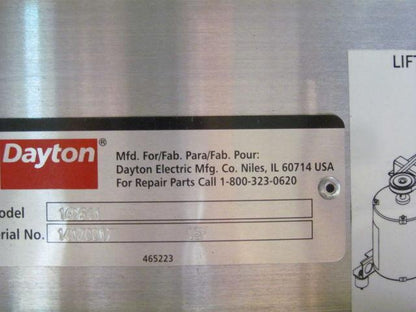 LIFT
Dayton®
Mfd. For/Fab. Para/Fab. Pour:
Dayton Electric Mfg. Co. Niles, IL 60714 USA
For Repair Parts Call 1-800-323-0620
odel
erial No.
465223